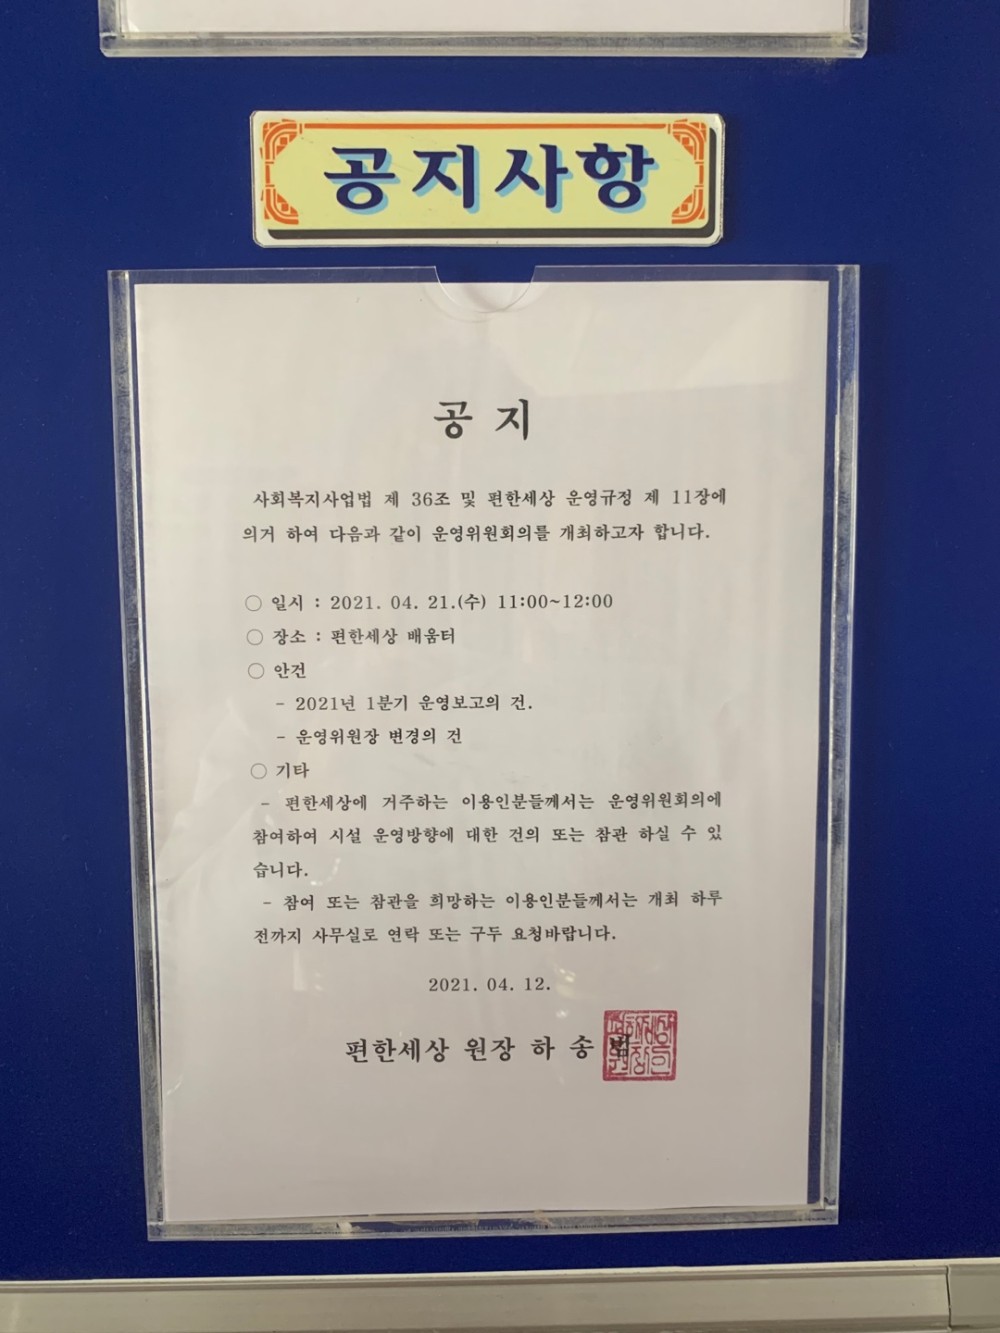 공지사항
공 지
사회복지사업법 제 36조 및 편한세상 운영규정 제 11장에
의거 하여 다음과 같이 운영위원회의를 개최하고자 합니다.
○ 일시 : 2021. 04. 21.(수) 11:00~12:00
○ 장소 : 편한세상 배움터
○ 안건
- 2021년 1분기 운영보고의 건.
- 운영위원장 변경의 건
○ 기타
- 편한세상에 거주하는 이용인분들께서는 운영위원회의에
참여하여 시설 운영방향에 대한 건의 또는 참관 하실 수 있
습니다.
- 참여 또는 참관을 희망하는 이용인분들께서는 개최 하루
전까지 사무실로 연락 또는 구두 요청바랍니다.
2021. 04. 12.
편한세상 원장 하 송 범